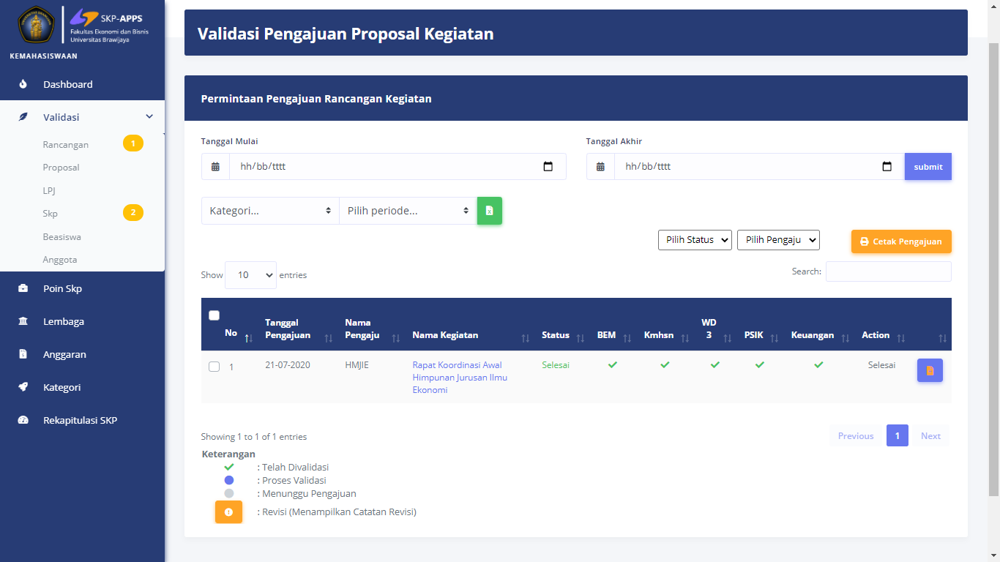 SKP-APPS
Fakultas Ekonomi dan Bisnis
Universitas Brawijaya
KEMAHASISWAAN
Dashboard
Validasi
Rancangan 1
Proposal
LPJ
Skp 2
Beasiswa
Anggota
Poin Skp
Lembaga
Anggaran
Kategori
Rekapitulasi SKP
Validasi Pengajuan Proposal Kegiatan
Permintaan Pengajuan Rancangan Kegiatan
Tanggal Mulai Tanggal Akhir
hh/bb/tttt hh/bb/tttt submit
Kategori... Pilih periode...
Pilih Status Pilih Pengaju Cetak Pengajuan
Show 10 entries Search:
No Tanggal Pengajuan Nama Pengaju Nama Kegiatan Status BEM Kmhsn WD 3 PSIK Keuangan Action
1 21-07-2020 HMJIE Rapat Koordinasi Awal Selesai Selesai
Himpunan Jurusan Ilmu
Ekonomi
Showing 1 to 1 of 1 entries Previous 1 Next
Keterangan
: Telah Divalidasi
: Proses Validasi
: Menunggu Pengajuan
: Revisi (Menampilkan Catatan Revisi)